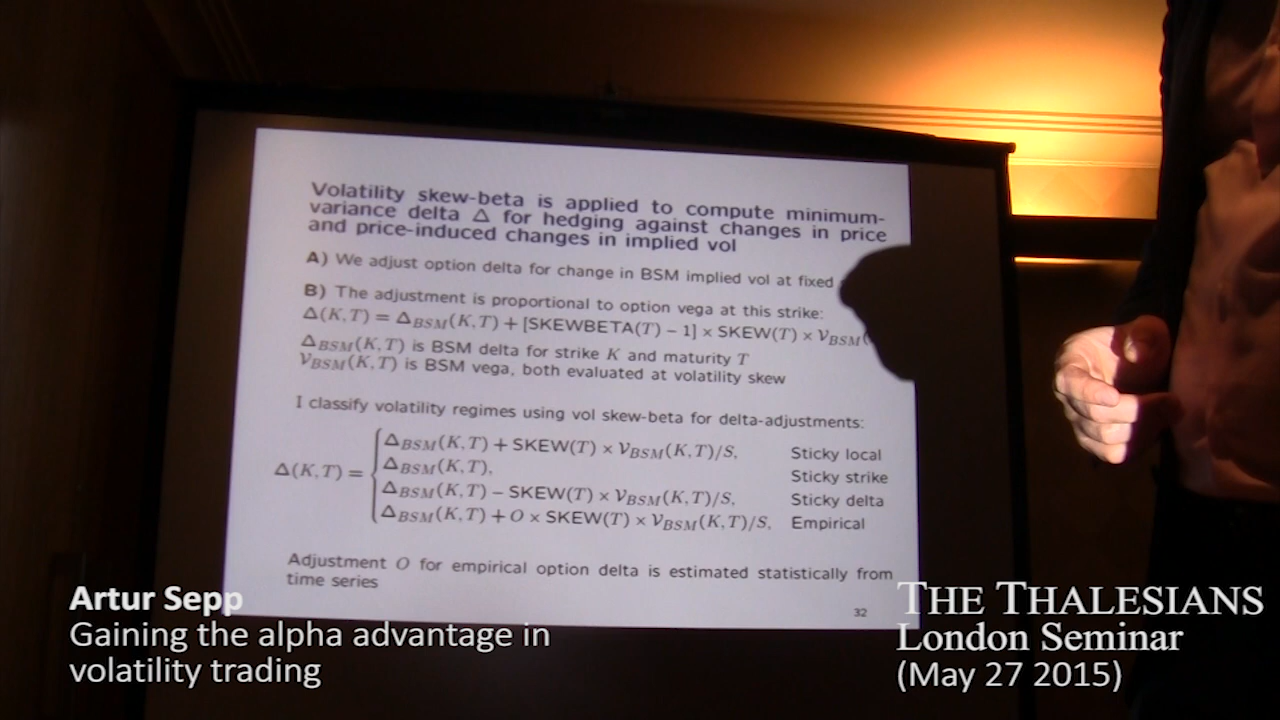 Volatility skew-beta is applied to compute minimum-
variance delta Δ for hedging against changes in price
and price-induced changes in implied vol
A) We adjust option delta for change in BSM implied vol at fixed
B) The adjustment is proportional to option vega at this strike:
Δ(K,T) = Δ_BSM(K,T) + [SKEWBETA(T) − 1] × SKEW(T) × V_BSM(
Δ_BSM(K,T) is BSM delta for strike K and maturity T
V_BSM(K,T) is BSM vega, both evaluated at volatility skew
I classify volatility regimes using vol skew-beta for delta-adjustments:
Δ(K,T) = {
Δ_BSM(K,T) + SKEW(T) × V_BSM(K,T)/S, Sticky local
Δ_BSM(K,T), Sticky strike
Δ_BSM(K,T) − SKEW(T) × V_BSM(K,T)/S, Sticky delta
Δ_BSM(K,T) + O × SKEW(T) × V_BSM(K,T)/S, Empirical
Adjustment O for empirical option delta is estimated statistically from
time series
32
Artur Sepp
Gaining the alpha advantage in
volatility trading
THE THALESIANS
London Seminar
(May 27 2015)